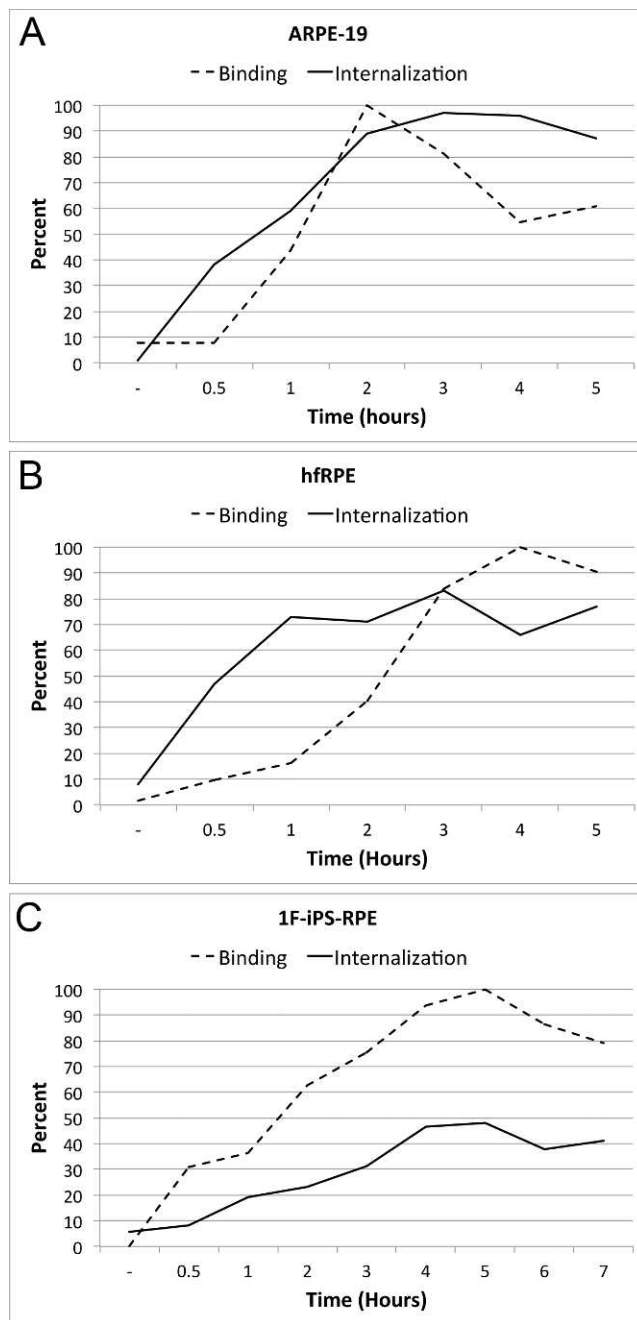 A
ARPE-19
Binding Internalization
100
90
80
70
60
50
40
30
20
10
0
Percent
- 0.5 1 2 3 4 5
Time (hours)
B
hfRPE
Binding Internalization
100
90
80
70
60
50
40
30
20
10
0
Percent
- 0.5 1 2 3 4 5
Time (Hours)
C
1F-iPS-RPE
Binding Internalization
100
90
80
70
60
50
40
30
20
10
0
Percent
- 0.5 1 2 3 4 5 6 7
Time (Hours)